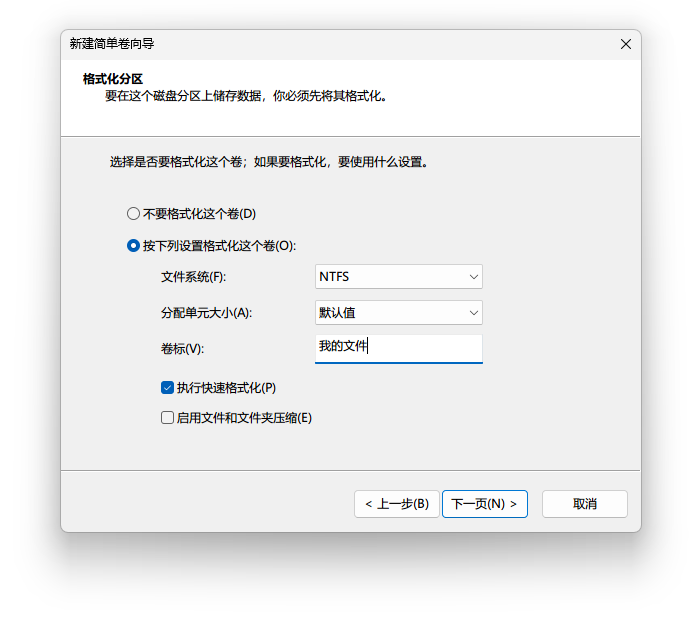 新建简单卷向导
格式化分区
要在这个磁盘分区上储存数据，你必须先将其格式化。
选择是否要格式化这个卷；如果要格式化，要使用什么设置。
不要格式化这个卷(D)
按下列设置格式化这个卷(O):
文件系统(F): NTFS
分配单元大小(A): 默认值
卷标(V): 我的文件
执行快速格式化(P)
启用文件和文件夹压缩(E)
< 上一步(B) 下一页(N) > 取消